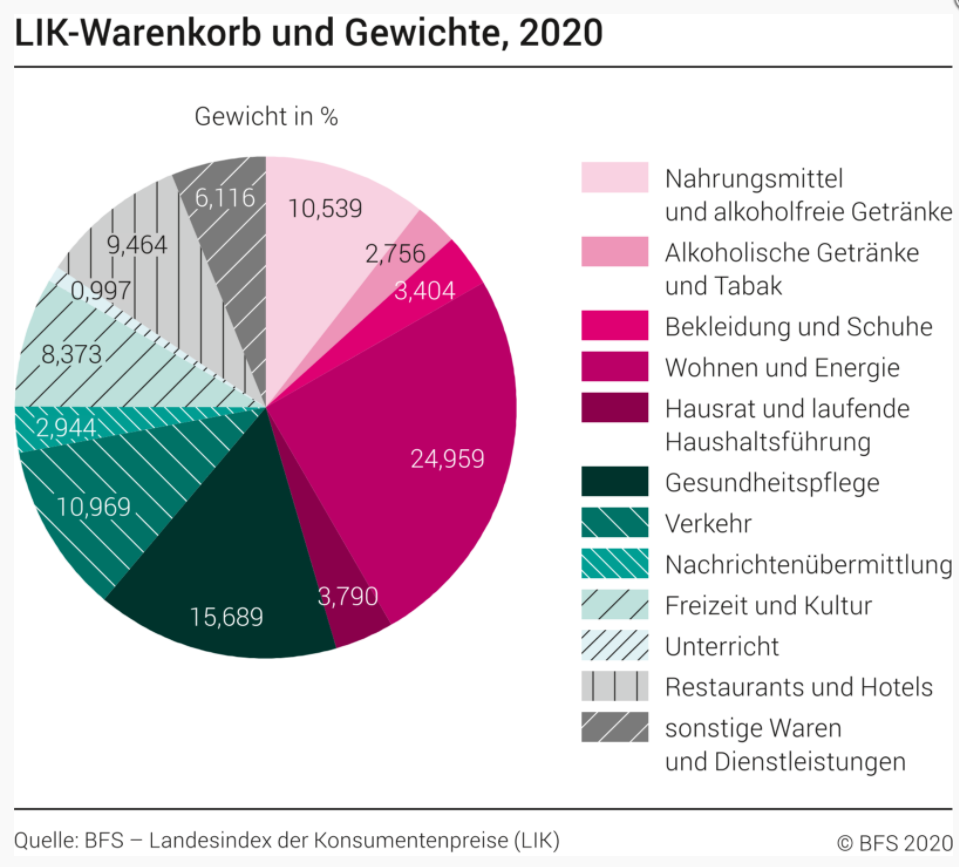 LIK-Warenkorb und Gewichte, 2020
Gewicht in %
6,116
10,539
9,464
2,756
0,997
3,404
8,373
2,944
24,959
10,969
3,790
15,689
Nahrungsmittel
und alkoholfreie Getränke
Alkoholische Getränke
und Tabak
Bekleidung und Schuhe
Wohnen und Energie
Hausrat und laufende
Haushaltsführung
Gesundheitspflege
Verkehr
Nachrichtenübermittlung
Freizeit und Kultur
Unterricht
Restaurants und Hotels
sonstige Waren
und Dienstleistungen
Quelle: BFS – Landesindex der Konsumentenpreise (LIK)
© BFS 2020